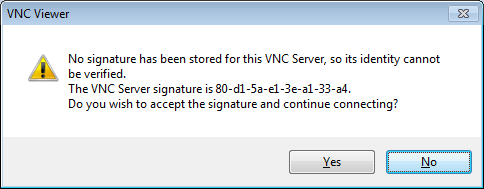 VNC Viewer
No signature has been stored for this VNC Server, so its identity cannot
be verified.
The VNC Server signature is 80-d1-5a-e1-3e-a1-33-a4.
Do you wish to accept the signature and continue connecting?
Yes
No